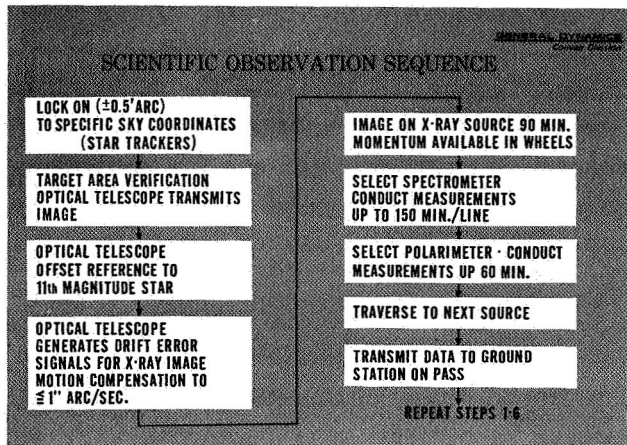 GENERAL DYNAMICS
Convair Division
SCIENTIFIC OBSERVATION SEQUENCE
LOCK ON (±0.5'ARC)
TO SPECIFIC SKY COORDINATES
(STAR TRACKERS)
TARGET AREA VERIFICATION
OPTICAL TELESCOPE TRANSMITS
IMAGE
OPTICAL TELESCOPE
OFFSET REFERENCE TO
11th MAGNITUDE STAR
OPTICAL TELESCOPE
GENERATES DRIFT ERROR
SIGNALS FOR X-RAY IMAGE
MOTION COMPENSATION TO
≦1" ARC/SEC.
IMAGE ON X-RAY SOURCE 90 MIN.
MOMENTUM AVAILABLE IN WHEELS
SELECT SPECTROMETER
CONDUCT MEASUREMENTS
UP TO 150 MIN./LINE
SELECT POLARIMETER - CONDUCT
MEASUREMENTS UP 60 MIN.
TRAVERSE TO NEXT SOURCE
TRANSMIT DATA TO GROUND
STATION ON PASS
REPEAT STEPS 1-6